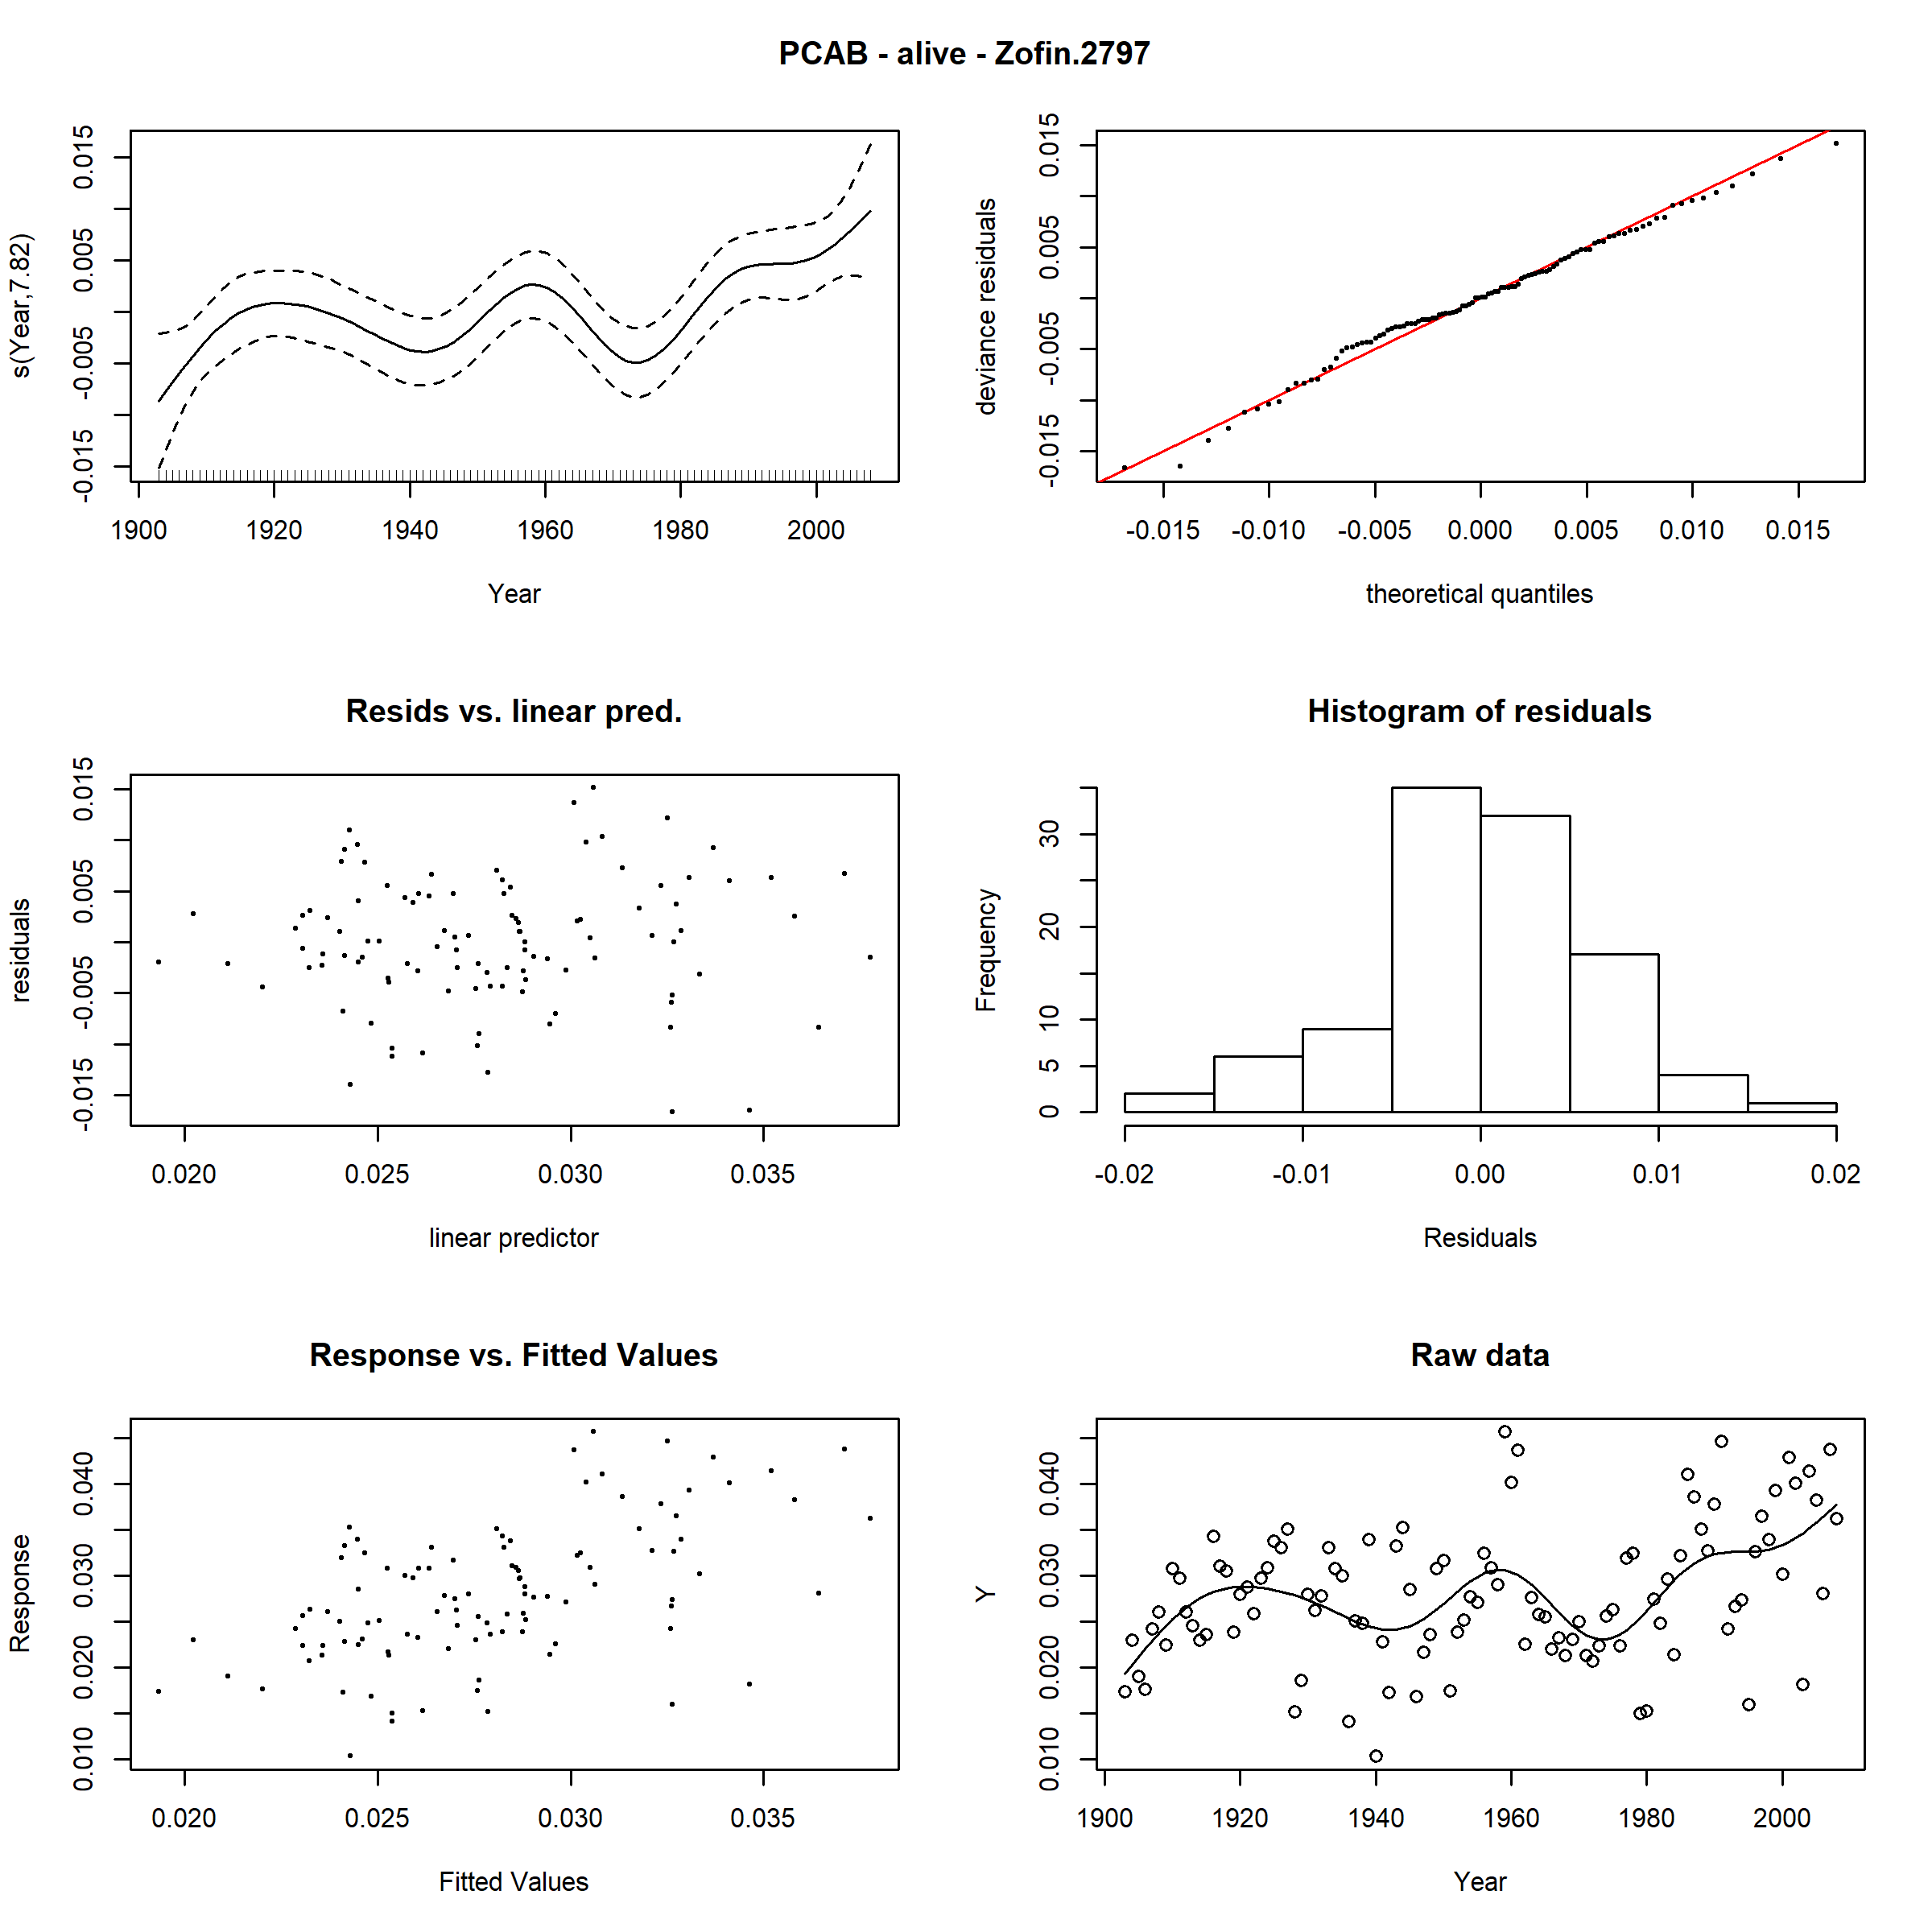 PCAB - alive - Zofin.2797
s(Year,7.82)
-0.015 -0.005 0.005 0.015
1900 1920 1940 1960 1980 2000
Year
deviance residuals
-0.015 -0.005 0.005 0.015
-0.015 -0.010 -0.005 0.000 0.005 0.010 0.015
theoretical quantiles
Resids vs. linear pred.
residuals
-0.015 -0.005 0.005 0.015
0.020 0.025 0.030 0.035
linear predictor
Histogram of residuals
Frequency
0 5 10 20 30
-0.02 -0.01 0.00 0.01 0.02
Residuals
Response vs. Fitted Values
Response
0.010 0.020 0.030 0.040
0.020 0.025 0.030 0.035
Fitted Values
Raw data
Y
0.010 0.020 0.030 0.040
1900 1920 1940 1960 1980 2000
Year